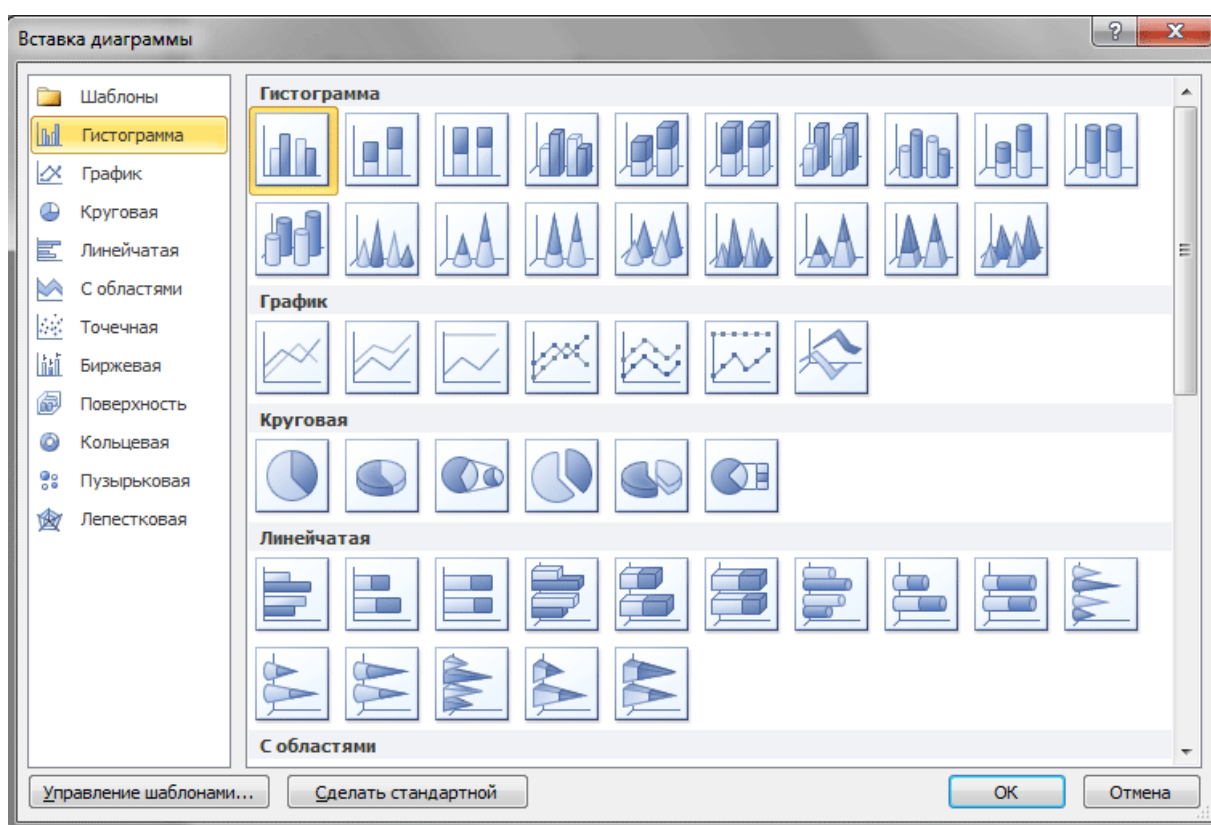 Вставка диаграммы
?
X
Шаблоны
Гистограмма
График
Круговая
Линейчатая
С областями
Точечная
Биржевая
Поверхность
Кольцевая
Пузырьковая
Лепестковая
Гистограмма
График
Круговая
Линейчатая
С областями
Управление шаблонами...
Сделать стандартной
ОК
Отмена